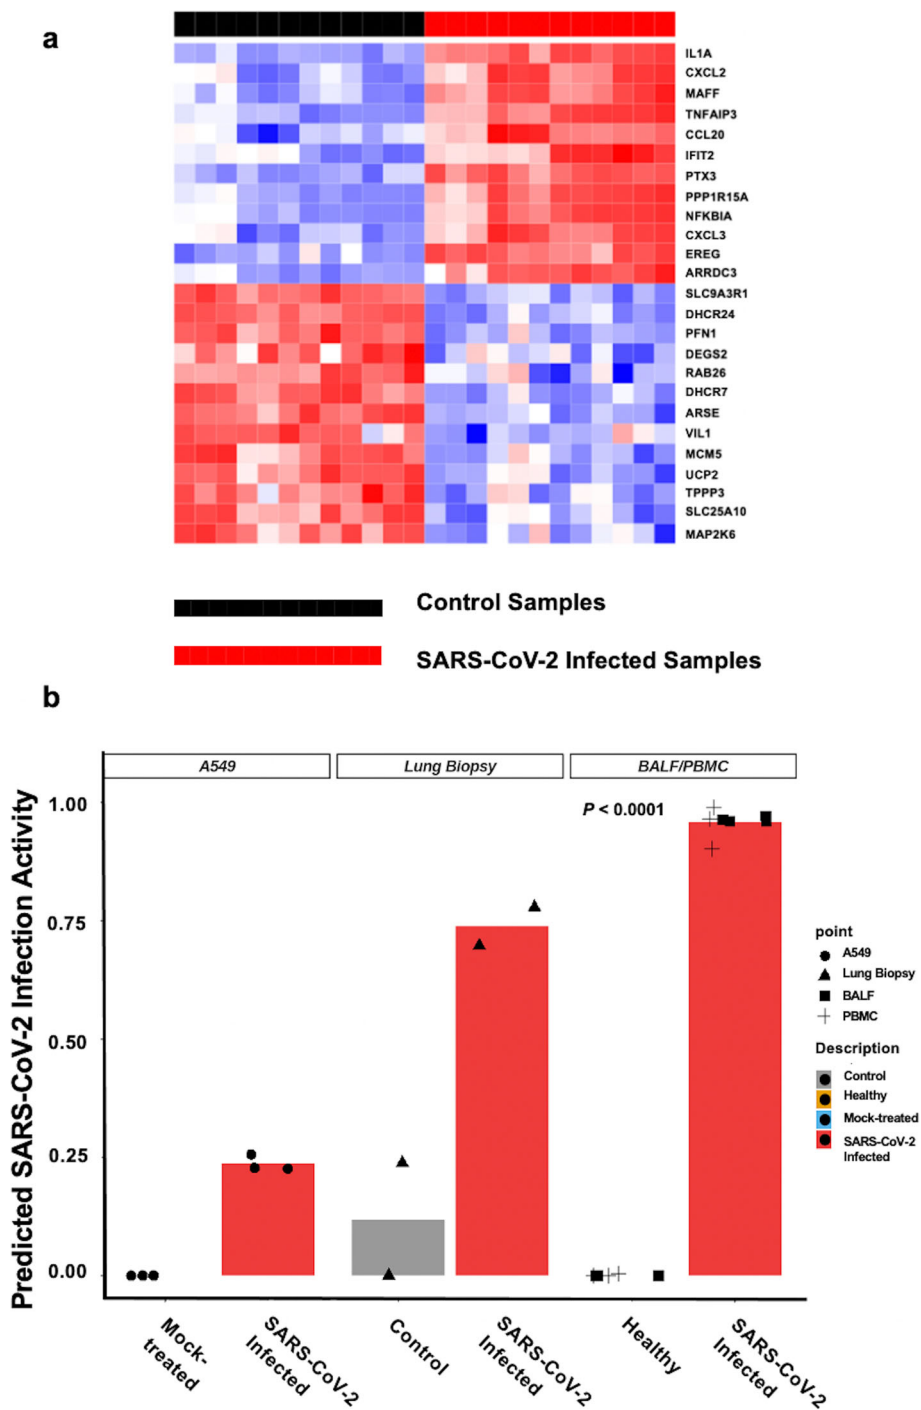 a
IL1A
CXCL2
MAFF
TNFAIP3
CCL20
IFIT2
PTX3
PPP1R15A
NFKBIA
CXCL3
EREG
ARRDC3
SLC9A3R1
DHCR24
PFN1
DEGS2
RAB26
DHCR7
ARSE
VIL1
MCM5
UCP2
TPPP3
SLC25A10
MAP2K6
Control Samples
SARS-CoV-2 Infected Samples
b
A549
Lung Biopsy
BALF/PBMC
Predicted SARS-CoV-2 Infection Activity
1.00
0.75
0.50
0.25
0.00
P < 0.0001
point
A549
Lung Biopsy
BALF
PBMC
Description
Control
Healthy
Mock-treated
SARS-CoV-2
Infected
Mock-
treated
SARS-CoV-2
Infected
Control
SARS-CoV-2
Infected
Healthy
SARS-CoV-2
Infected